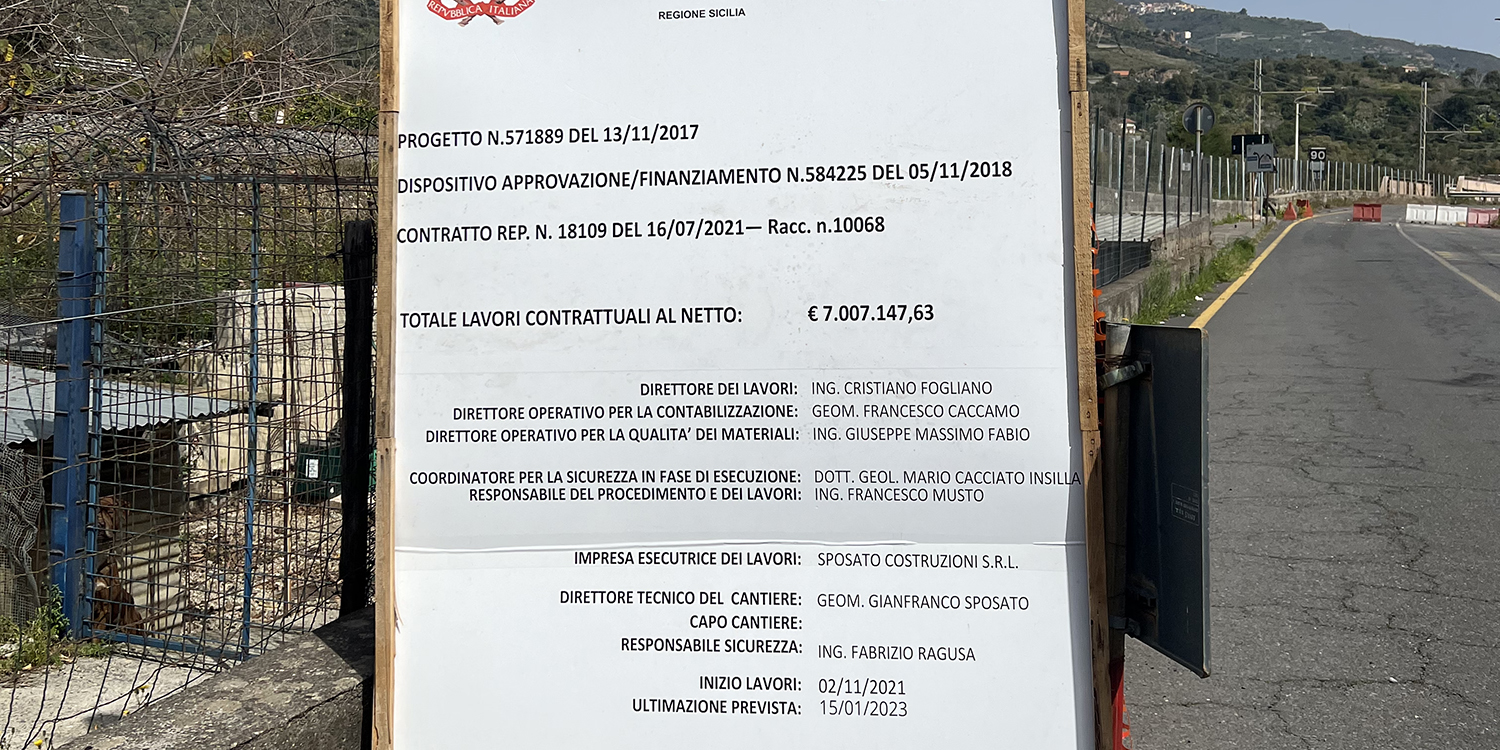 REPVBBLICA ITALIANA
REGIONE SICILIA
PROGETTO N.571889 DEL 13/11/2017
DISPOSITIVO APPROVAZIONE/FINANZIAMENTO N.584225 DEL 05/11/2018
CONTRATTO REP. N. 18109 DEL 16/07/2021— Racc. n.10068
TOTALE LAVORI CONTRATTUALI AL NETTO: € 7.007.147,63
DIRETTORE DEI LAVORI: ING. CRISTIANO FOGLIANO
DIRETTORE OPERATIVO PER LA CONTABILIZZAZIONE: GEOM. FRANCESCO CACCAMO
DIRETTORE OPERATIVO PER LA QUALITA' DEI MATERIALI: ING. GIUSEPPE MASSIMO FABIO
COORDINATORE PER LA SICUREZZA IN FASE DI ESECUZIONE: DOTT. GEOL. MARIO CACCIATO INSILLA
RESPONSABILE DEL PROCEDIMENTO E DEI LAVORI: ING. FRANCESCO MUSTO
IMPRESA ESECUTRICE DEI LAVORI: SPOSATO COSTRUZIONI S.R.L.
DIRETTORE TECNICO DEL CANTIERE: GEOM. GIANFRANCO SPOSATO
CAPO CANTIERE:
RESPONSABILE SICUREZZA: ING. FABRIZIO RAGUSA
INIZIO LAVORI: 02/11/2021
ULTIMAZIONE PREVISTA: 15/01/2023
90